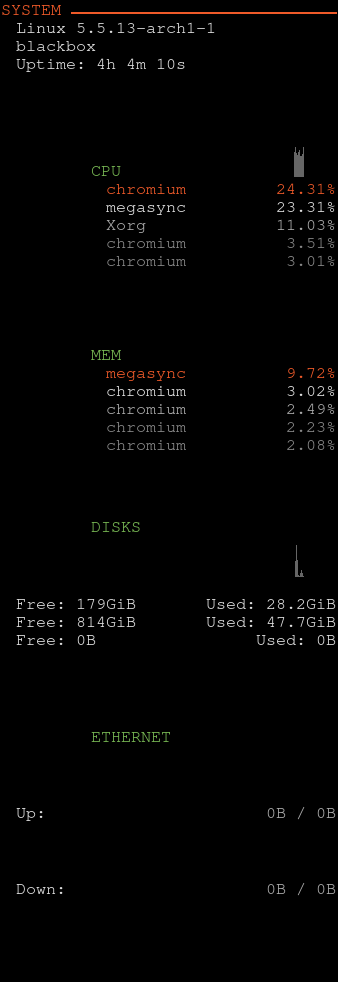 SYSTEM
Linux 5.5.13-arch1-1
blackbox
Uptime: 4h 4m 10s
CPU
chromium 24.31%
megasync 23.31%
Xorg 11.03%
chromium 3.51%
chromium 3.01%
MEM
megasync 9.72%
chromium 3.02%
chromium 2.49%
chromium 2.23%
chromium 2.08%
DISKS
Free: 179GiB Used: 28.2GiB
Free: 814GiB Used: 47.7GiB
Free: 0B Used: 0B
ETHERNET
Up: 0B / 0B
Down: 0B / 0B